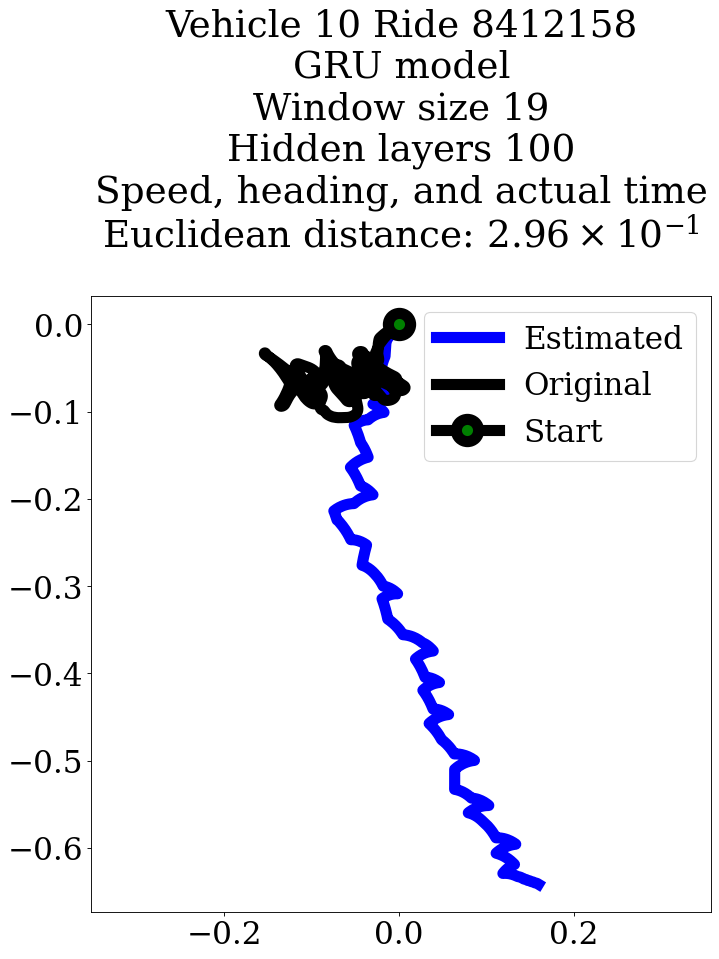 Vehicle 10 Ride 8412158
GRU model
Window size 19
Hidden layers 100
Speed, heading, and actual time
Euclidean distance: 2.96 × 10⁻¹
Estimated
Original
Start
0.0
−0.1
−0.2
−0.3
−0.4
−0.5
−0.6
−0.2 0.0 0.2